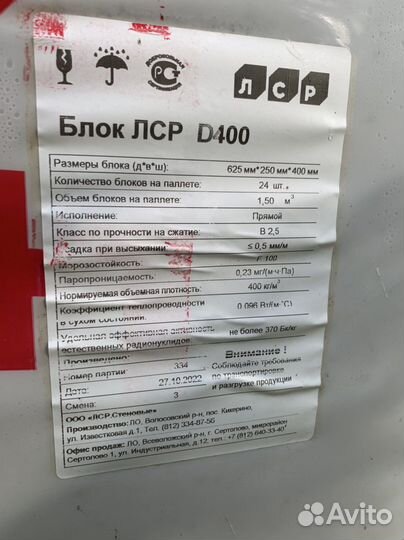 ЛСР
Блок ЛСР D400
Размеры блока (д*в*ш): 625 мм*250 мм*400 мм
Количество блоков на паллете: 24 шт.
Объем блоков на паллете: 1,50 м³
Исполнение: Прямой
Класс по прочности на сжатие: В 2,5
Усадка при высыхании: ≤ 0,5 мм/м
Морозостойкость: F 100
Паропроницаемость: 0,23 мг/(м·ч·Па)
Нормируемая объемная плотность: 400 кг/м³
Коэффициент теплопроводности 0,096 Вт/(м·°С)
в сухом состоянии:
Удельная эффективная активность не более 370 Бк/кг
естественных радионуклидов:
Произведено:
Номер партии: 334
Дата: 27.10.2022
Смена: 3
Внимание !
Соблюдайте требования
по транспортировке
и разгрузке продукции
ООО «ЛСР.Стеновые»
Производство: ЛО, Волосовский р-н, пос. Кикерино,
ул. Известковая д.1, Тел. (812) 334-87-56
Офис продаж: ЛО, Всеволожский р-н, г. Сертолово, микрорайон
Сертолово 1, ул. Индустриальная д.12, тел. +7 (812) 640-33-40
Avito